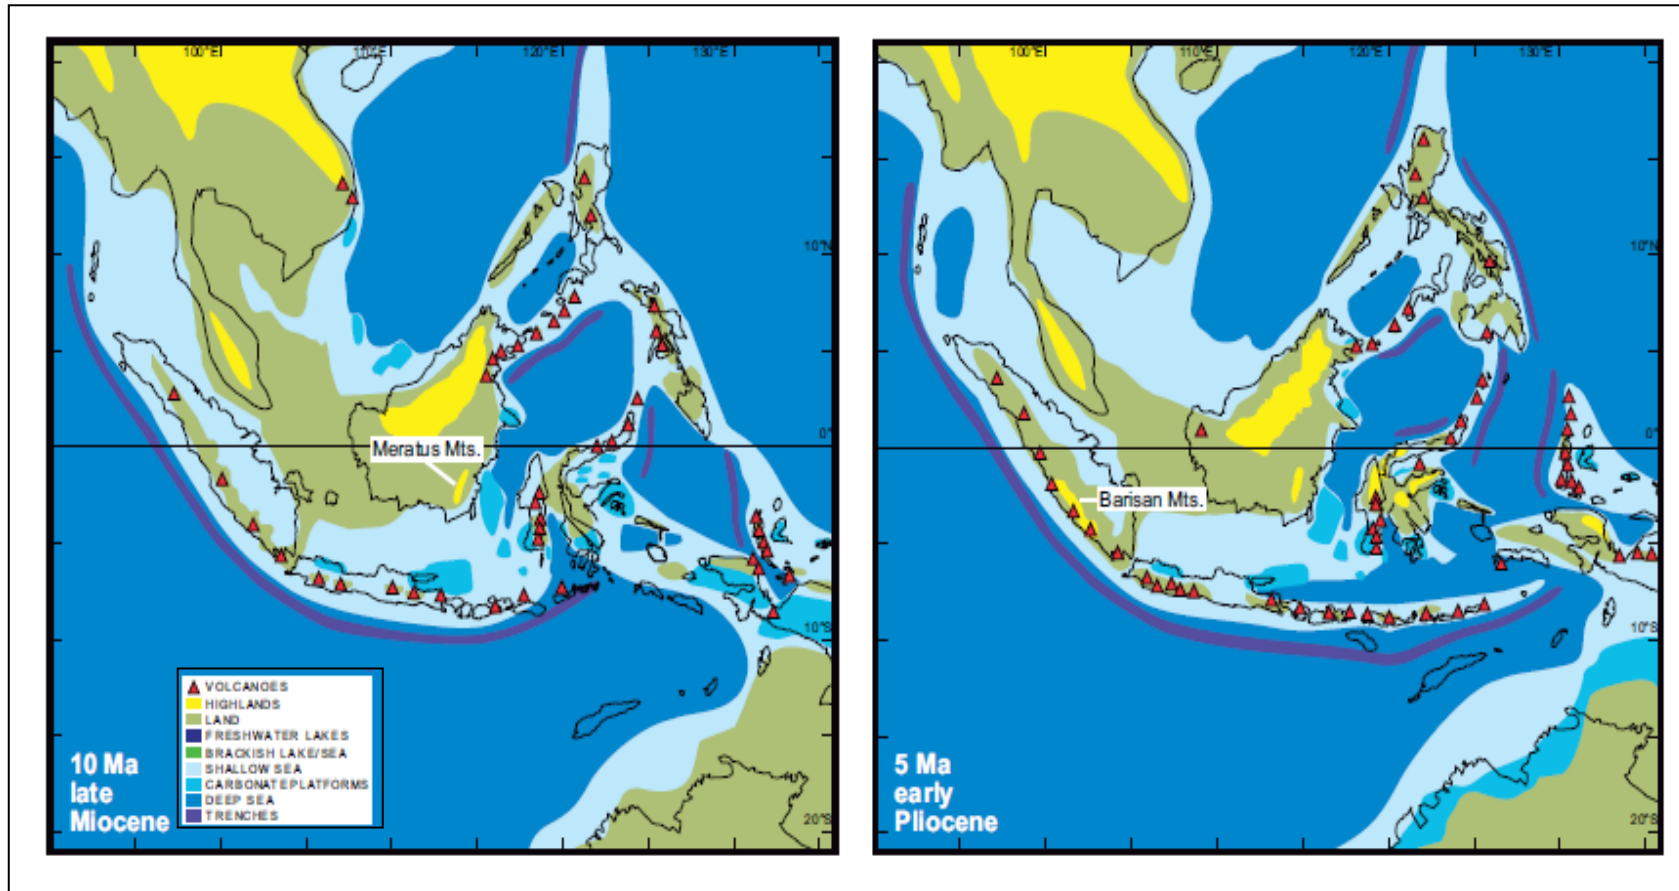 100°E 110°E 120°E 130°E
10°N
0°
10°S
20°S
Meratus Mts.
VOLCANOES
HIGHLANDS
LAND
FRESHWATER LAKES
BRACKISH LAKE/SEA
SHALLOW SEA
CARBONATE PLATFORMS
DEEP SEA
TRENCHES
10 Ma
late
Miocene
100°E 110°E 120°E 130°E
10°N
0°
10°S
20°S
Barisan Mts.
5 Ma
early
Pliocene